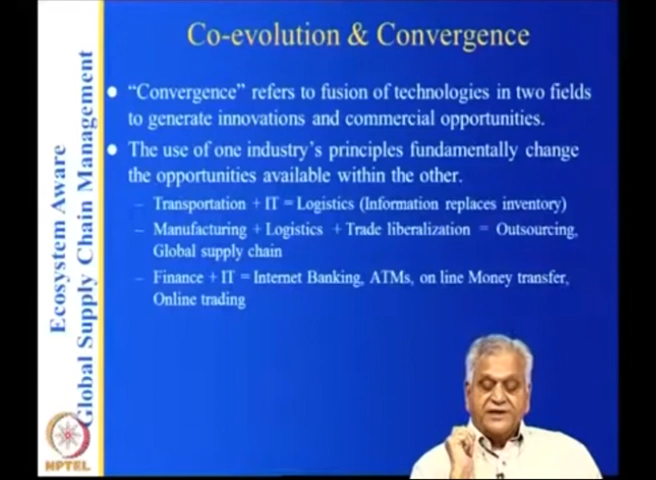 Co-evolution & Convergence
"Convergence" refers to fusion of technologies in two fields
to generate innovations and commercial opportunities.
The use of one industry's principles fundamentally change
the opportunities available within the other.
– Transportation + IT = Logistics (Information replaces inventory)
– Manufacturing + Logistics + Trade liberalization = Outsourcing,
Global supply chain
– Finance + IT = Internet Banking, ATMs, on line Money transfer,
Online trading
Ecosystem Aware
Global Supply Chain Management
NPTEL